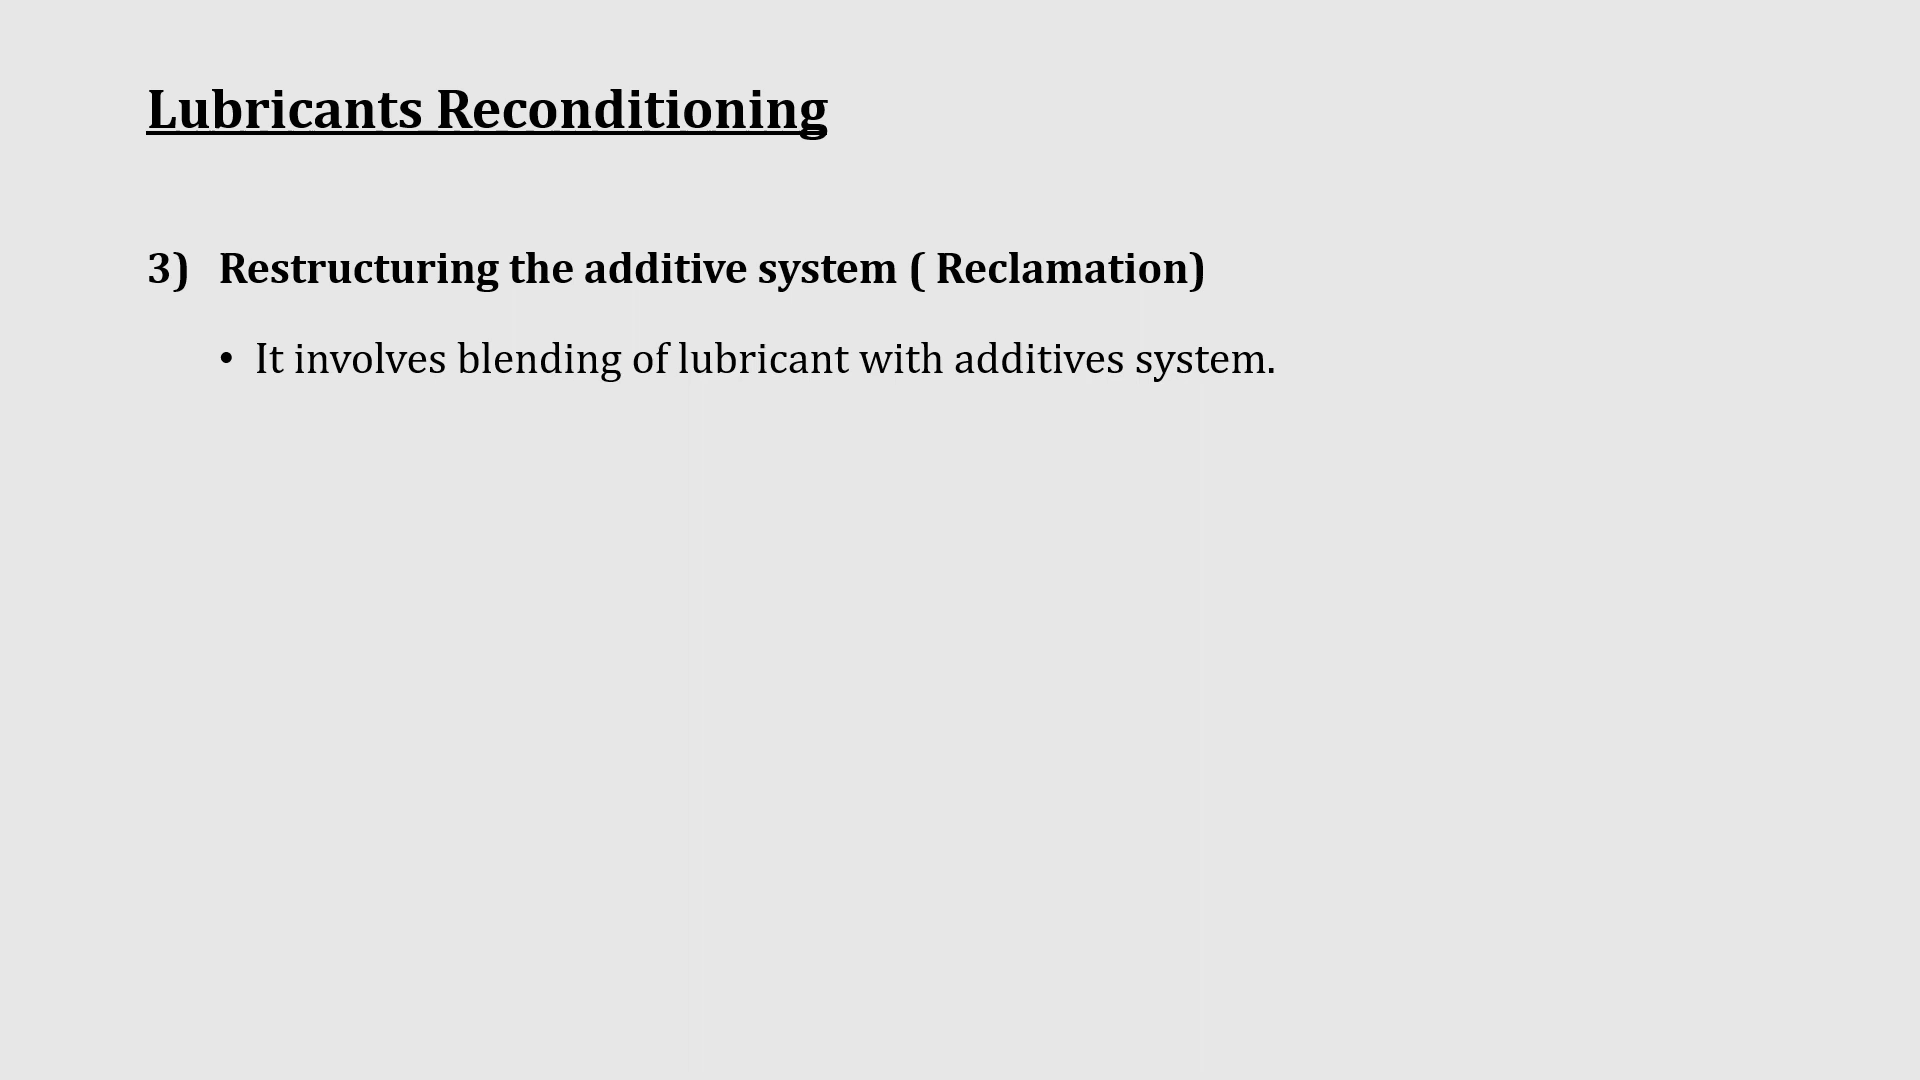 Lubricants Reconditioning
3) Restructuring the additive system ( Reclamation)
• It involves blending of lubricant with additives system.